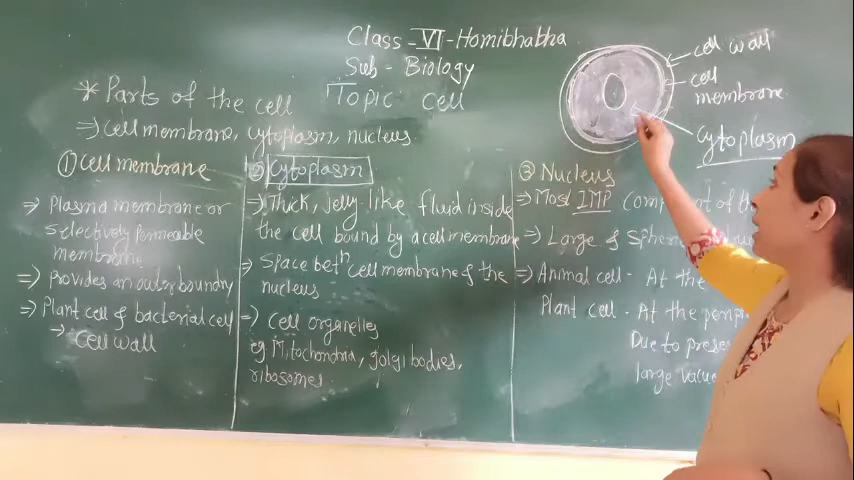 Class - VI - Homibhabha
Sub - Biology
Topic Cell
cell wall
cell
membrane
cytoplasm
* Parts of the cell
⇒ Cell membrane, cytoplasm, nucleus.
① Cell membrane
⇒ Plasma membrane or
selectively permeable
membrane
⇒ Provides an outer boundry
⇒ Plant cell & bacterial cell
→ Cell wall
② Cytoplasm
⇒ Thick, jelly-like fluid inside
the cell bound by a cell membrane
⇒ Space betn cell membrane & the
nucleus
⇒ Cell organelles
eg Mitochondria, golgi bodies,
ribosomes.
③ Nucleus
⇒ Most IMP component of th
⇒ Large & Spheri
⇒ Animal cell - At the
Plant cell - At the perip
Due to prese
large